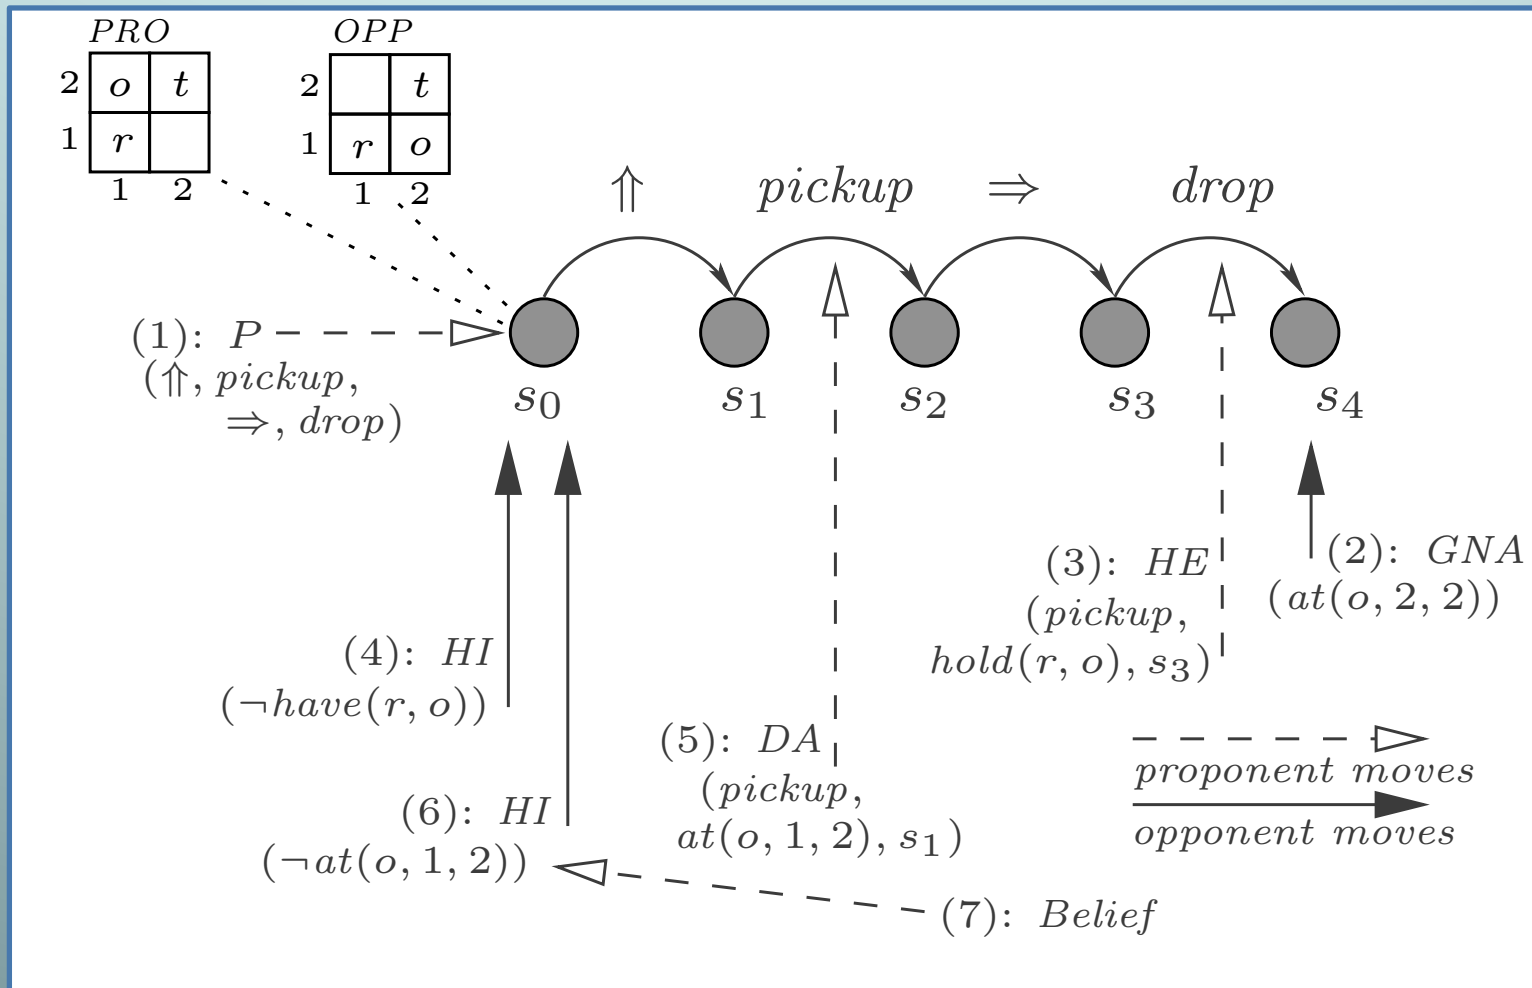 PRO OPP
2 o t
1 r
1 2
2 t
1 r o
1 2
⇑ pickup ⇒ drop
(1): P
(⇑, pickup,
⇒, drop)
s0 s1 s2 s3 s4
(2): GNA
(at(o, 2, 2))
(3): HE
(pickup,
hold(r, o), s3)
(4): HI
(¬have(r, o))
(5): DA
(pickup,
at(o, 1, 2), s1)
(6): HI
(¬at(o, 1, 2))
(7): Belief
proponent moves
opponent moves